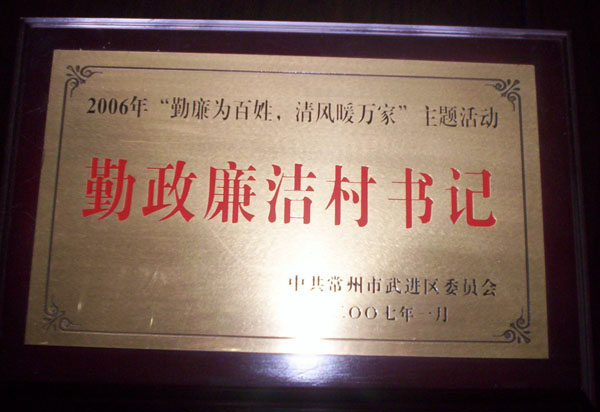 2006年“勤廉为百姓，清风暖万家”主题活动
勤政廉洁村书记
中共常州市武进区委员会
二〇〇七年一月